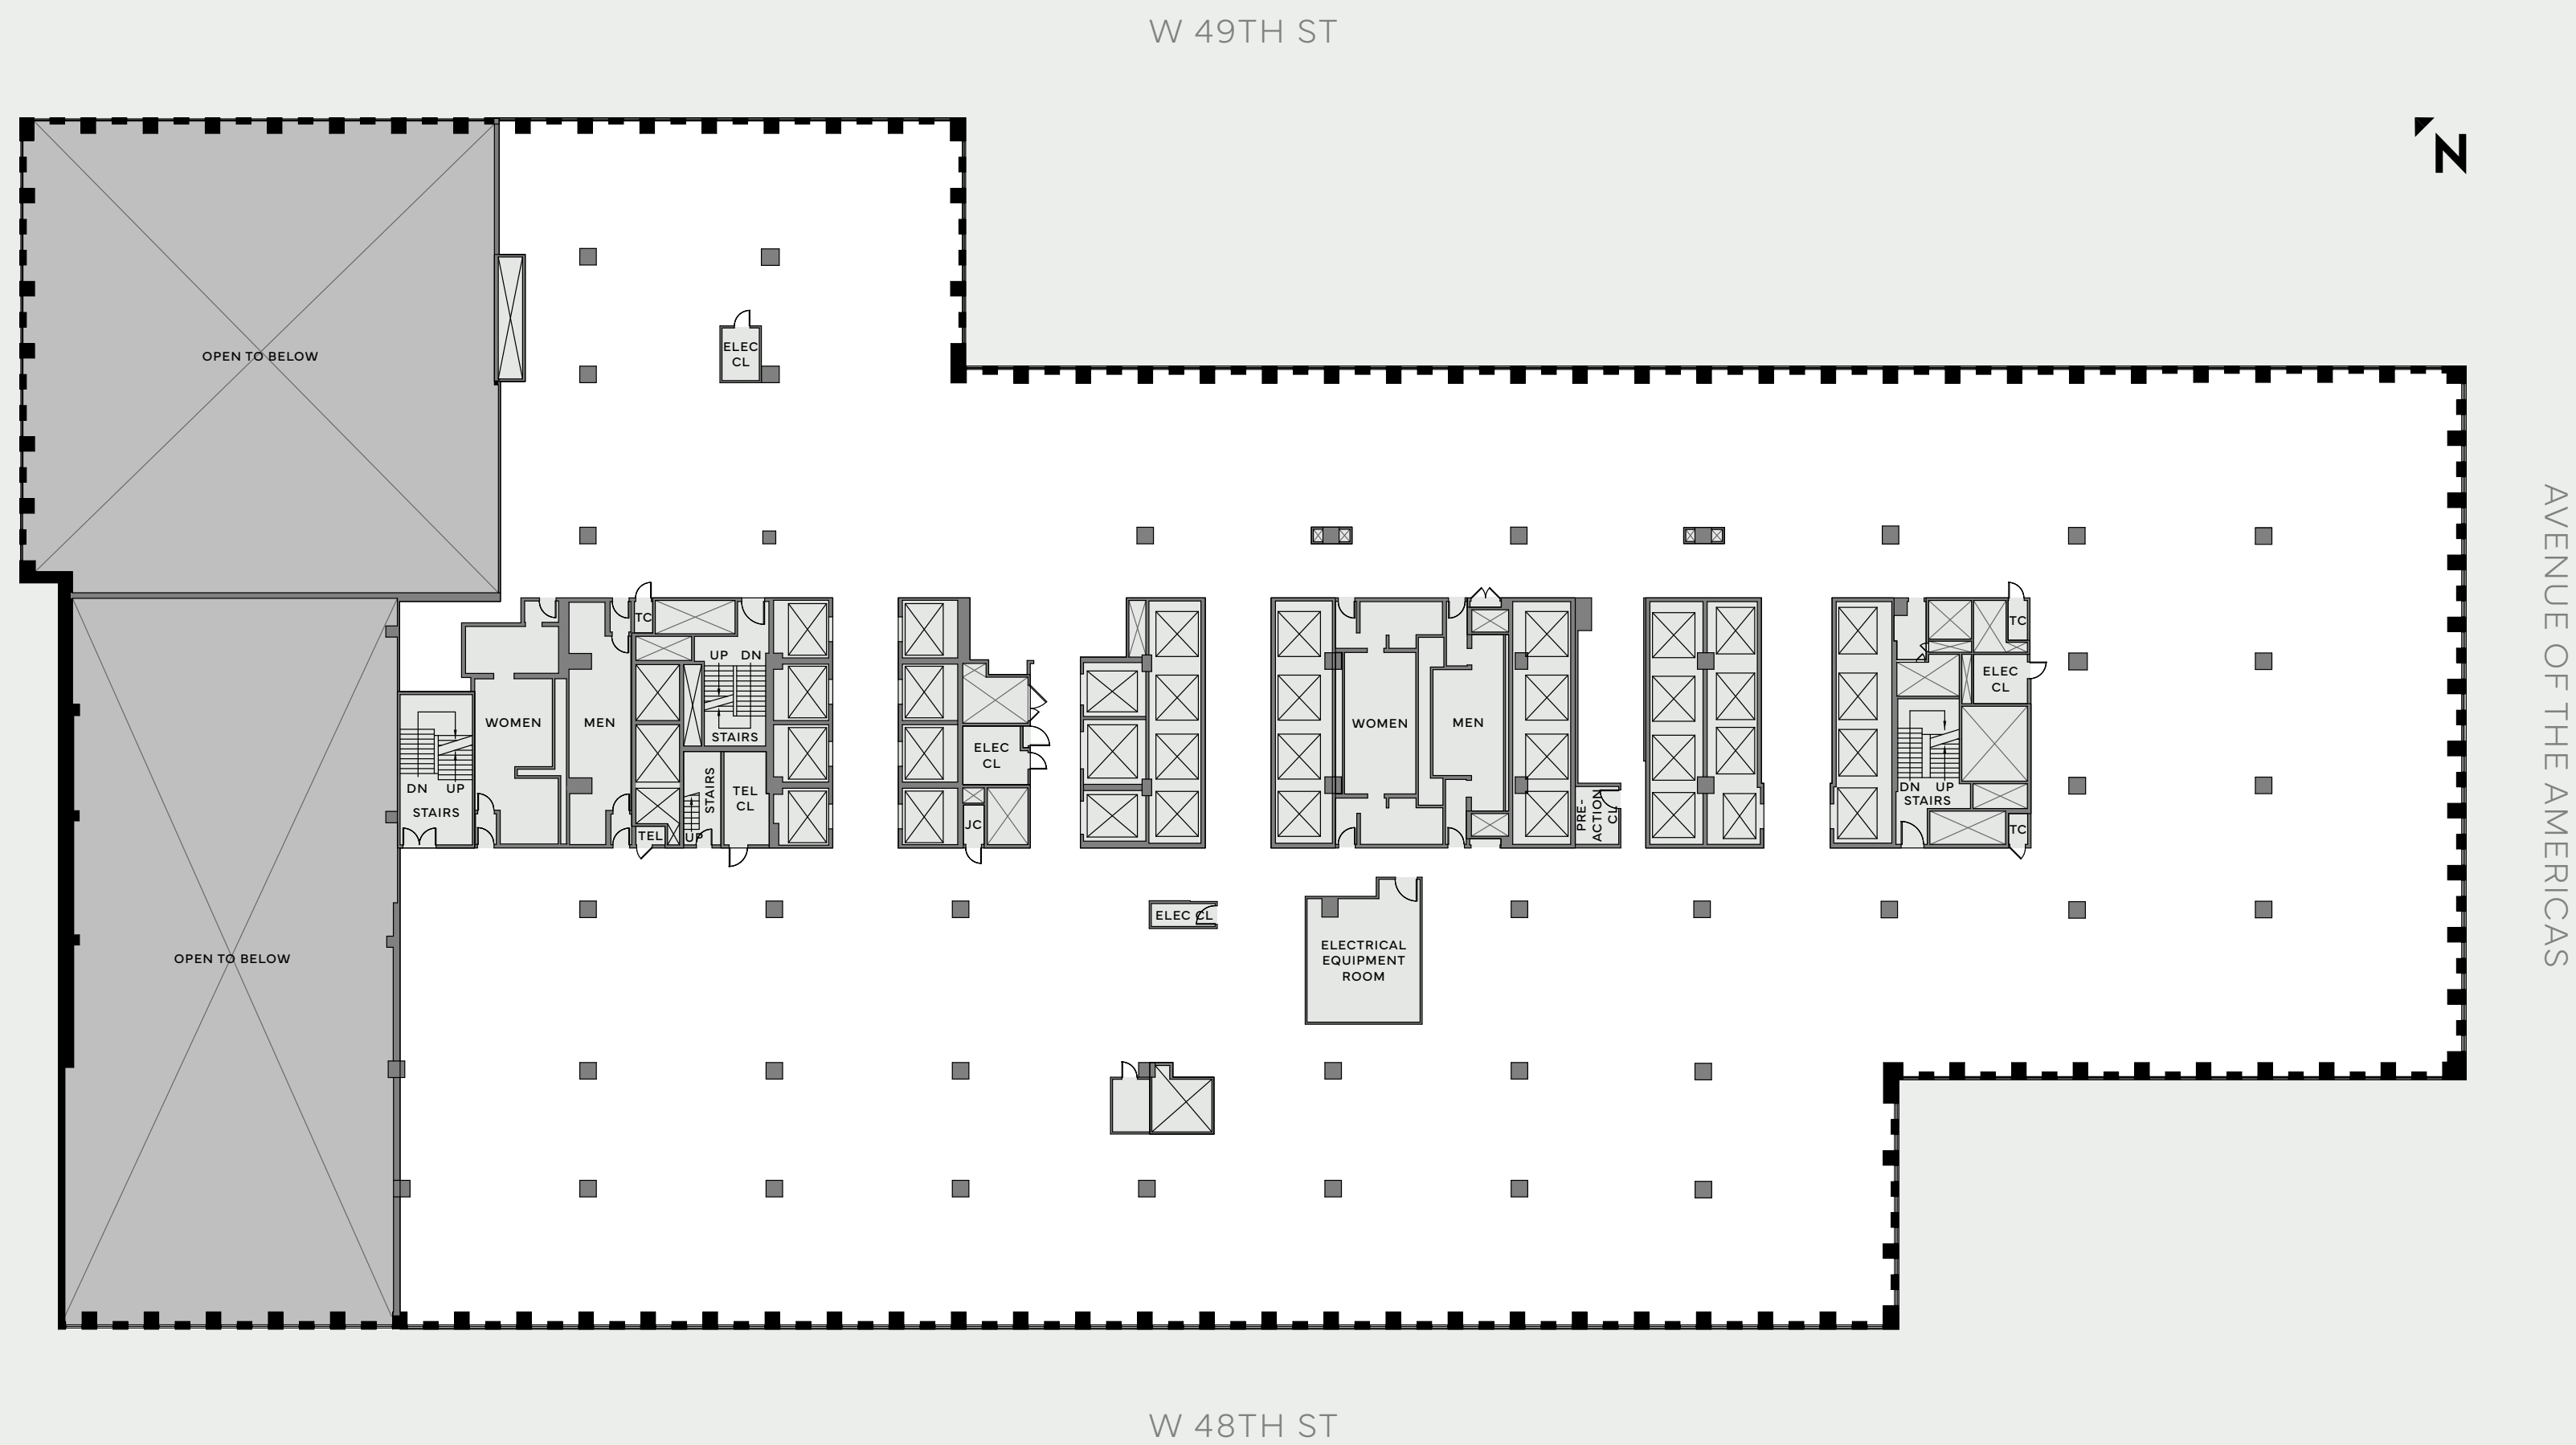 W 49TH ST
N
OPEN TO BELOW
ELEC
CL
AVENUE OF THE AMERICAS
TC
UP DN
STAIRS
WOMEN
MEN
DN UP
STAIRS
STAIRS
UP
TEL
CL
TEL
ELEC
CL
JC
WOMEN
MEN
PRE-
ACTION
CL
TC
ELEC
CL
DN UP
STAIRS
TC
ELEC CL
ELECTRICAL
EQUIPMENT
ROOM
OPEN TO BELOW
W 48TH ST